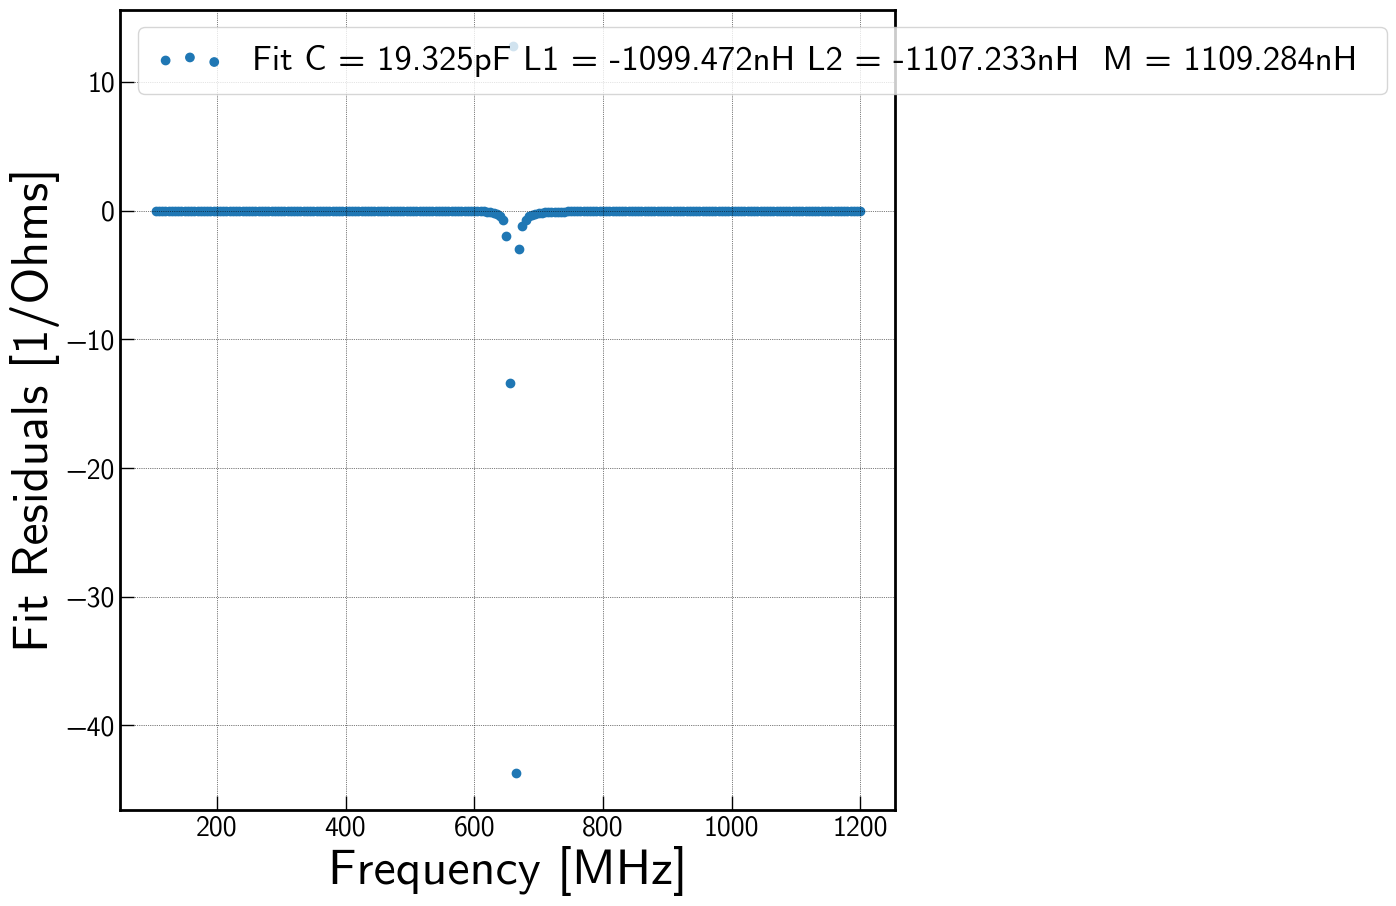 Fit C = 19.325pF L1 = -1099.472nH L2 = -1107.233nH M = 1109.284nH
10
0
−10
−20
−30
−40
Fit Residuals [1/Ohms]
200 400 600 800 1000 1200
Frequency [MHz]